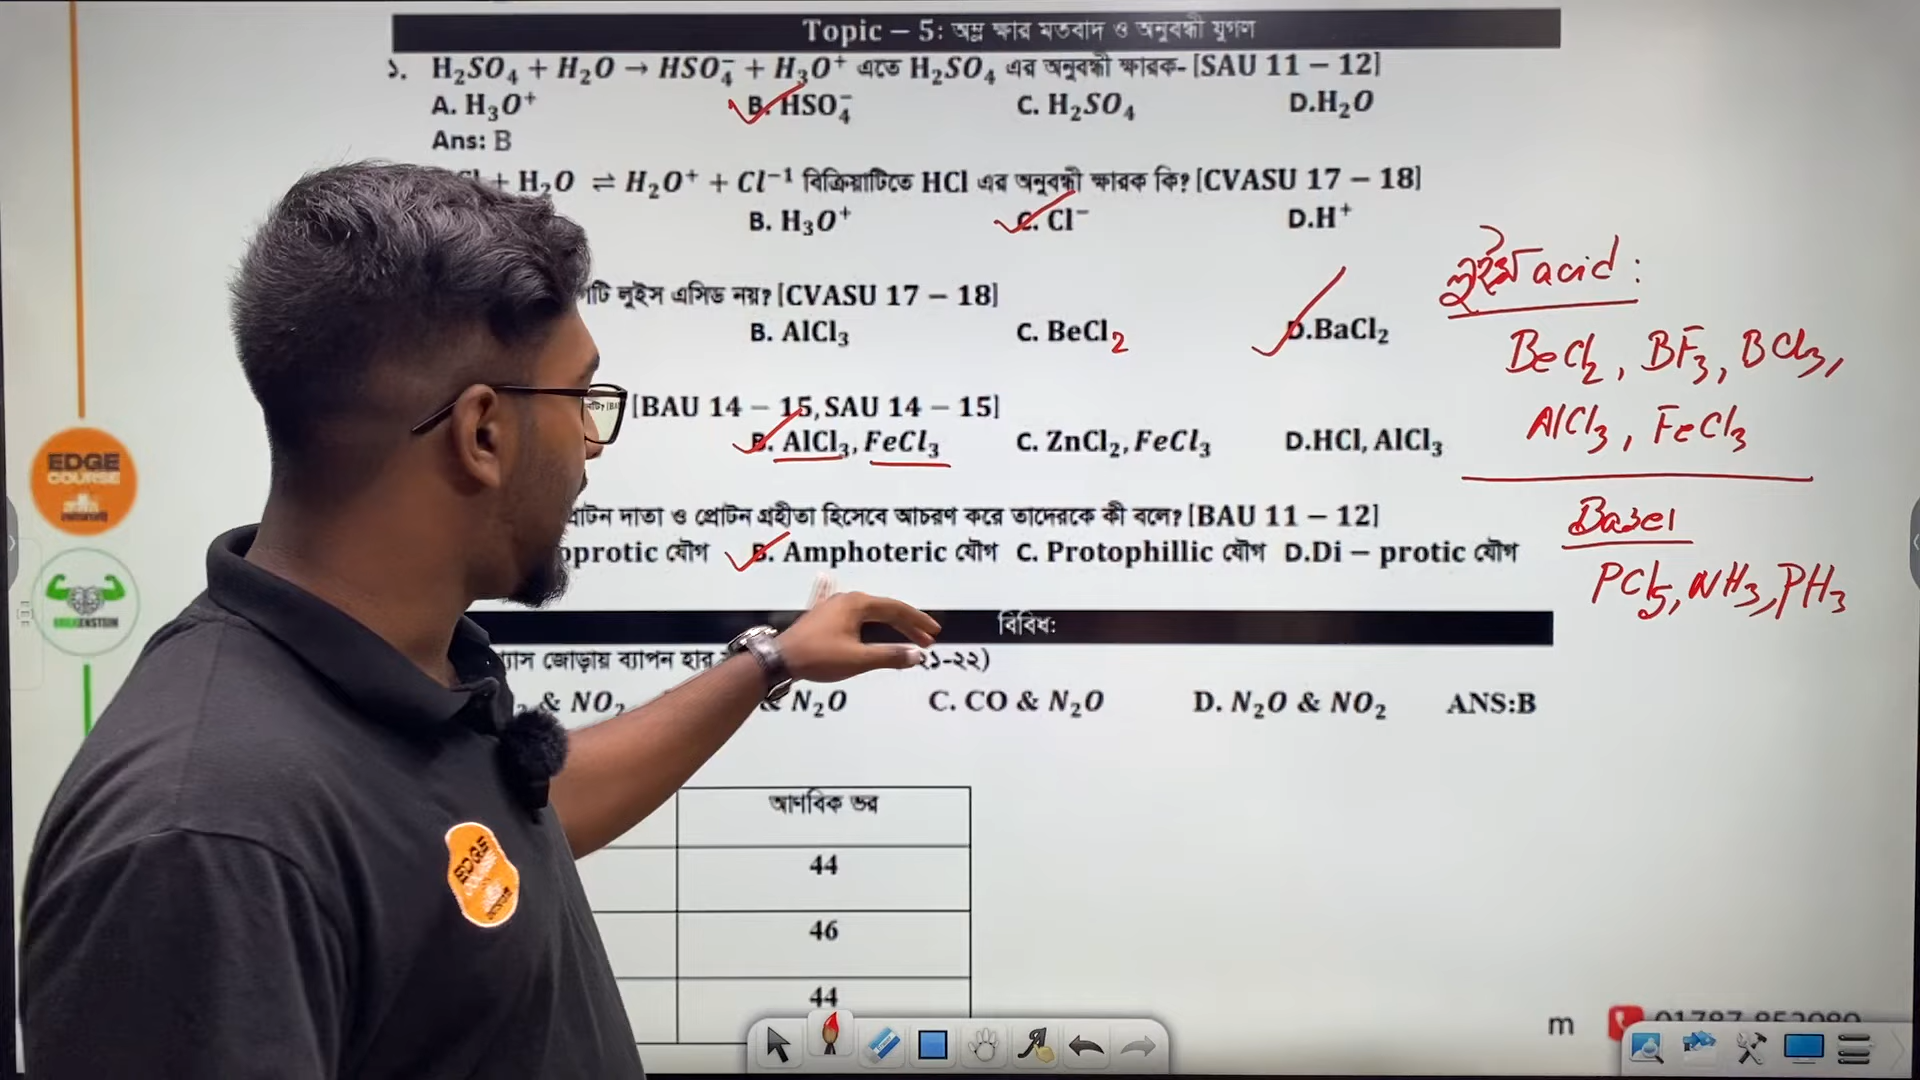 Topic – 5: অম্ল ক্ষার মতবাদ ও অনুবন্ধী যুগল
১. H₂SO₄ + H₂O → HSO₄⁻ + H₃O⁺ এতে H₂SO₄ এর অনুবন্ধী ক্ষারক- [SAU 11 – 12]
A. H₃O⁺ B. HSO₄⁻ C. H₂SO₄ D.H₂O
Ans: B
+ H₂O ⇌ H₂O⁺ + Cl⁻¹ বিক্রিয়াটিতে HCl এর অনুবন্ধী ক্ষারক কি? [CVASU 17 – 18]
B. H₃O⁺ C. Cl⁻ D.H⁺
টি লুইস এসিড নয়? [CVASU 17 – 18]
B. AlCl₃ C. BeCl₂ D.BaCl₂
[BAU 14 – 15, SAU 14 – 15]
B. AlCl₃, FeCl₃ C. ZnCl₂, FeCl₃ D.HCl, AlCl₃
দাতা ও প্রোটন গ্রহীতা হিসেবে আচরণ করে তাদেরকে কী বলে? [BAU 11 – 12]
protic যৌগ B. Amphoteric যৌগ C. Protophillic যৌগ D.Di – protic যৌগ
লুইস acid :
BeCl₂, BF₃, BCl₃,
AlCl₃, FeCl₃
Base।
PCl₅, NH₃, PH₃
বিবিধ:
জোড়ায় ব্যাপন হার ২১-২২)
& NO₂ & N₂O C. CO & N₂O D. N₂O & NO₂ ANS:B
আণবিক ভর
44
46
44
m
EDGE
COURSE
EDGE